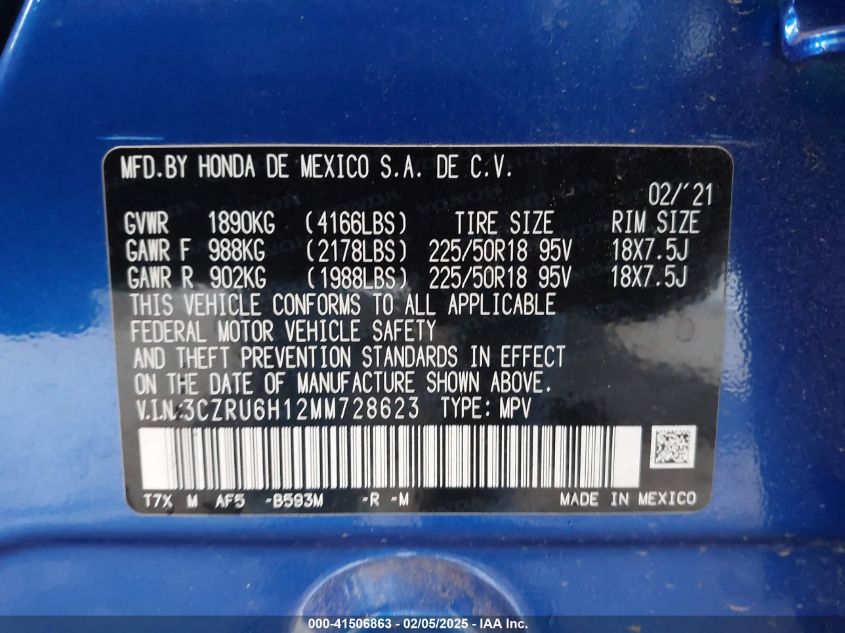 MFD.BY HONDA DE MEXICO S.A. DE C.V.
02/'21
GVWR 1890KG (4166LBS) TIRE SIZE RIM SIZE
GAWR F 988KG (2178LBS) 225/50R18 95V 18X7.5J
GAWR R 902KG (1988LBS) 225/50R18 95V 18X7.5J
THIS VEHICLE CONFORMS TO ALL APPLICABLE
FEDERAL MOTOR VEHICLE SAFETY
AND THEFT PREVENTION STANDARDS IN EFFECT
ON THE DATE OF MANUFACTURE SHOWN ABOVE.
V.I.N.:3CZRU6H12MM728623 TYPE: MPV
T7X M AF5 -B593M -R -M MADE IN MEXICO
000-41506863 - 02/05/2025 - IAA, Inc.